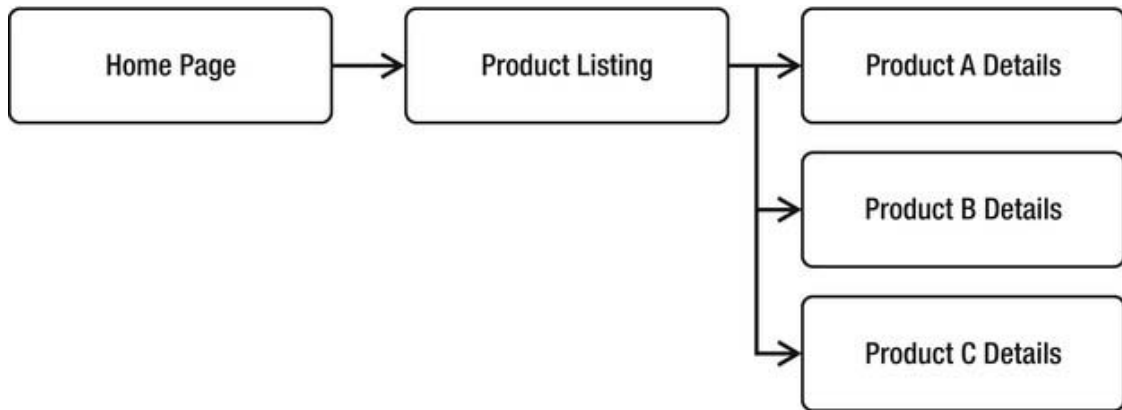 Home Page
Product Listing
Product A Details
Product B Details
Product C Details